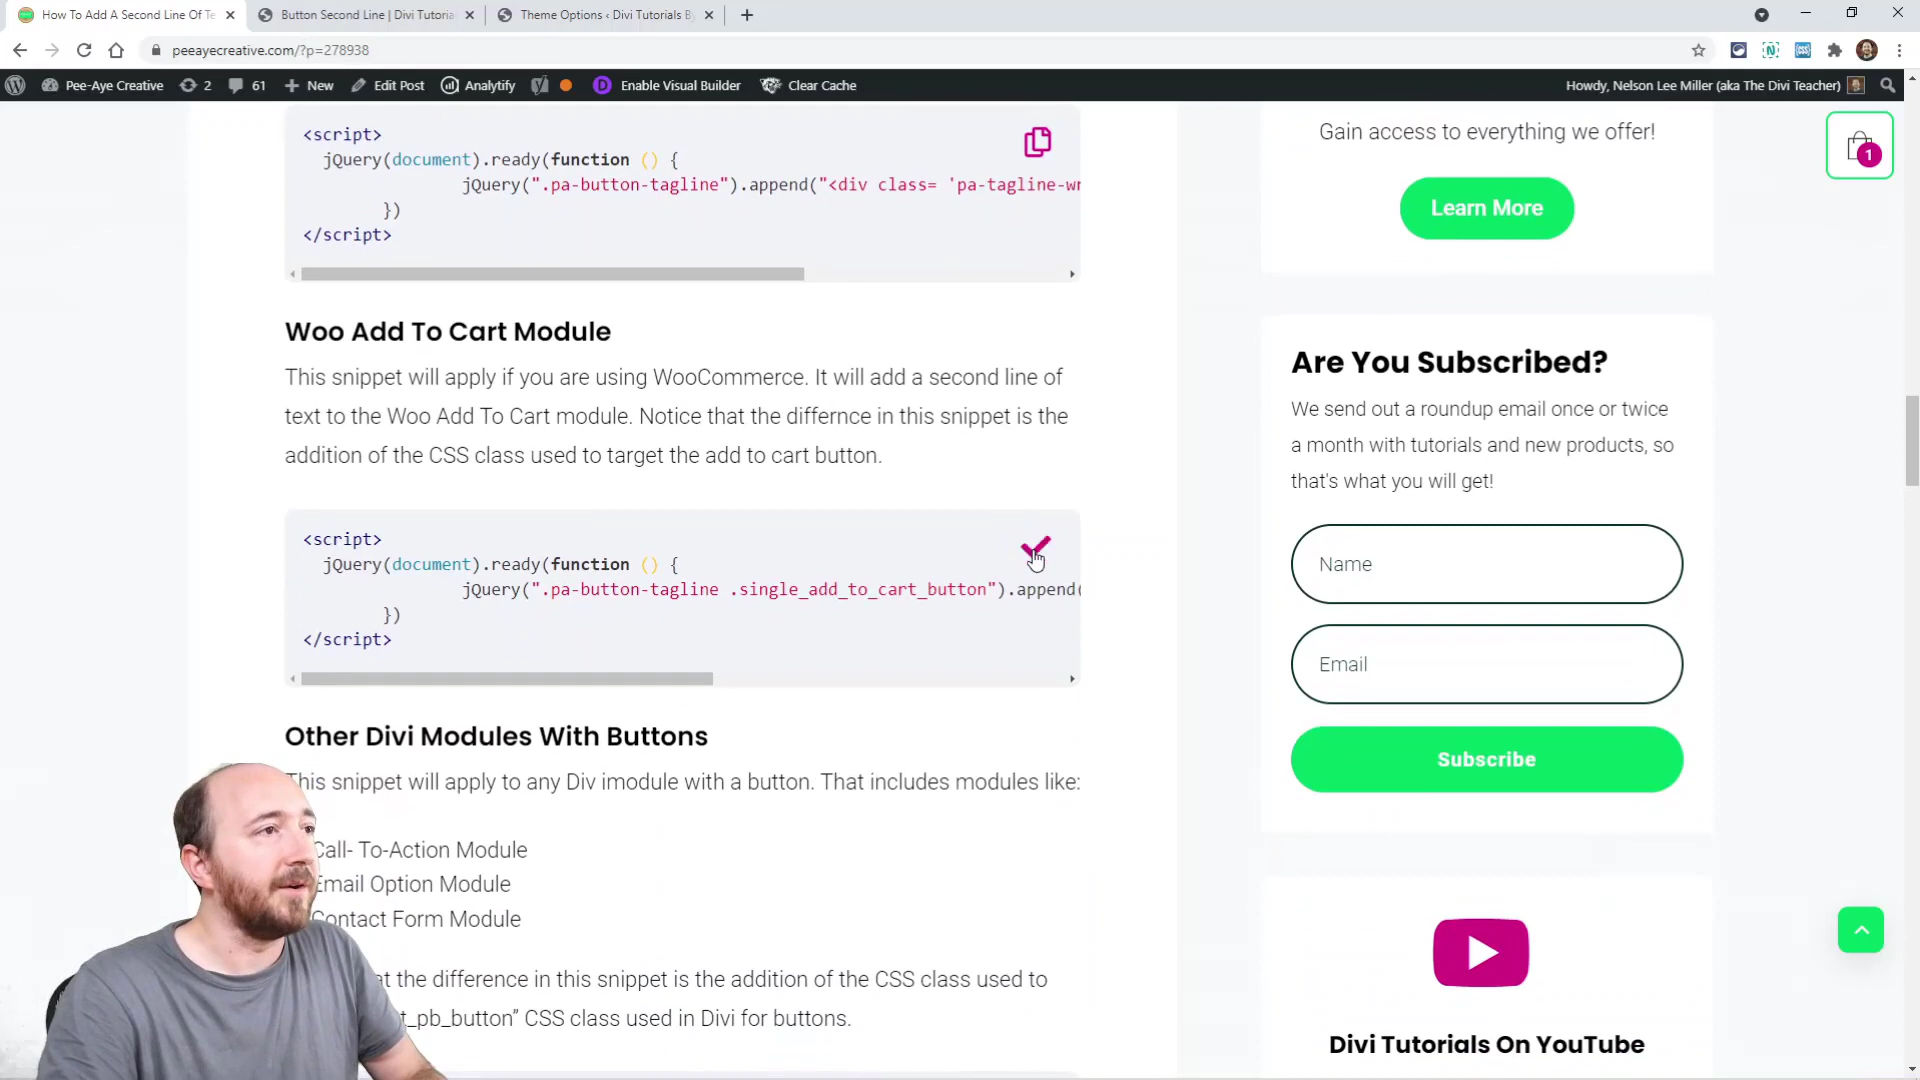 How To Add A Second Line Of Te
Button Second Line | Divi Tutoria
Theme Options ‹ Divi Tutorials By
peeayecreative.com/?p=278938
Pee-Aye Creative
2
61
New
Edit Post
Analytify
Enable Visual Builder
Clear Cache
Howdy, Nelson Lee Miller (aka The Divi Teacher)
<script>
jQuery(document).ready(function () {
jQuery(".pa-button-tagline").append("<div class= 'pa-tagline-wr
})
</script>
Woo Add To Cart Module
This snippet will apply if you are using WooCommerce. It will add a second line of
text to the Woo Add To Cart module. Notice that the differnce in this snippet is the
addition of the CSS class used to target the add to cart button.
<script>
jQuery(document).ready(function () {
jQuery(".pa-button-tagline .single_add_to_cart_button").append(
})
</script>
Other Divi Modules With Buttons
This snippet will apply to any Div imodule with a button. That includes modules like:
Call- To-Action Module
Email Option Module
Contact Form Module
at the difference in this snippet is the addition of the CSS class used to
t_pb_button” CSS class used in Divi for buttons.
Gain access to everything we offer!
Learn More
1
Are You Subscribed?
We send out a roundup email once or twice
a month with tutorials and new products, so
that's what you will get!
Name
Email
Subscribe
Divi Tutorials On YouTube